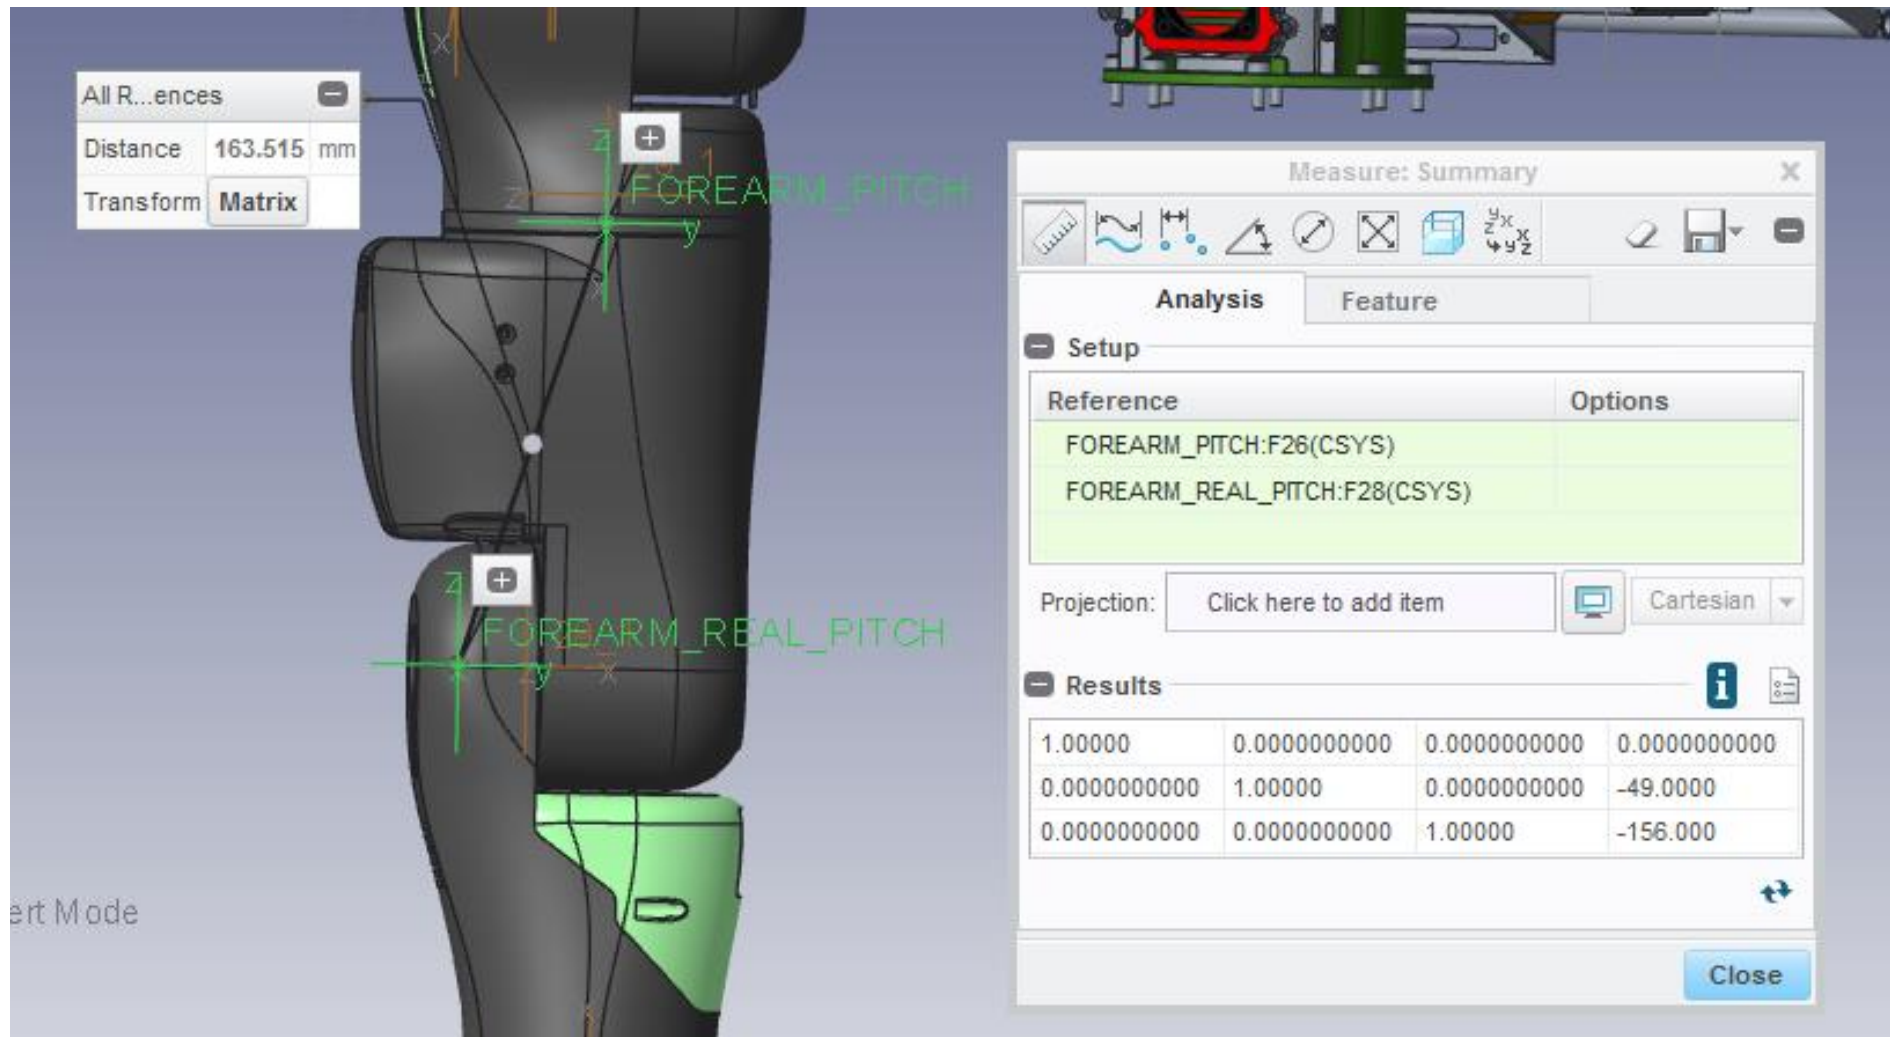 All R...ences
Distance 163.515 mm
Transform Matrix
z
FOREARM_PITCH
y
x
z
FOREARM_REAL_PITCH
y
x
ert Mode
Measure: Summary
Analysis Feature
Setup
Reference Options
FOREARM_PITCH:F26(CSYS)
FOREARM_REAL_PITCH:F28(CSYS)
Projection: Click here to add item Cartesian
Results
1.00000 0.0000000000 0.0000000000 0.0000000000
0.0000000000 1.00000 0.0000000000 -49.0000
0.0000000000 0.0000000000 1.00000 -156.000
Close